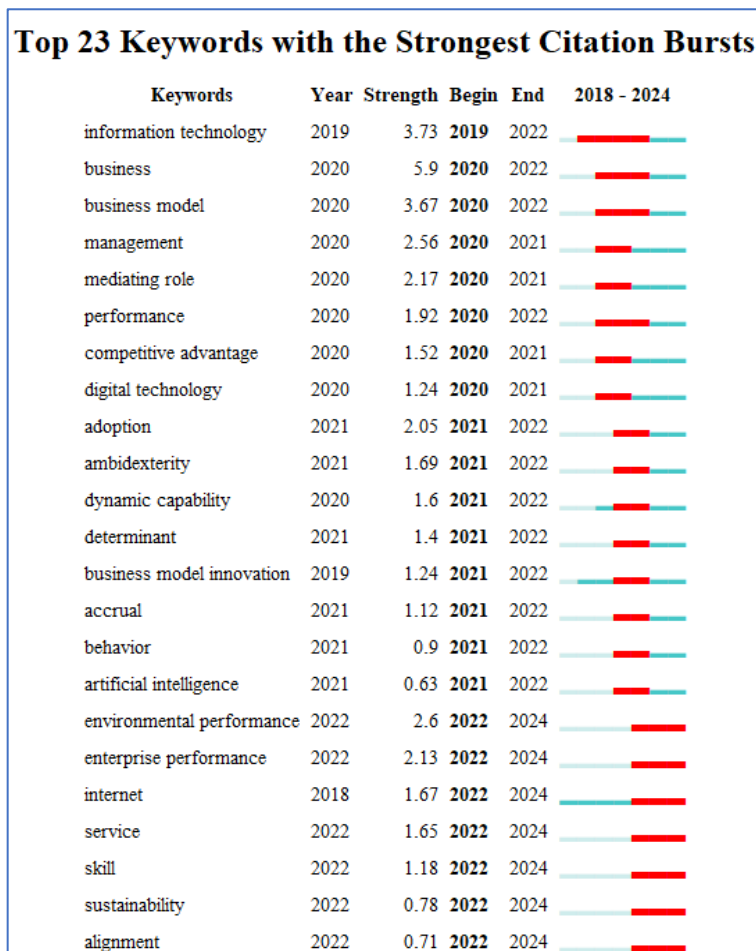 Top 23 Keywords with the Strongest Citation Bursts
Keywords Year Strength Begin End 2018 - 2024
information technology 2019 3.73 2019 2022
business 2020 5.9 2020 2022
business model 2020 3.67 2020 2022
management 2020 2.56 2020 2021
mediating role 2020 2.17 2020 2021
performance 2020 1.92 2020 2022
competitive advantage 2020 1.52 2020 2021
digital technology 2020 1.24 2020 2021
adoption 2021 2.05 2021 2022
ambidexterity 2021 1.69 2021 2022
dynamic capability 2020 1.6 2021 2022
determinant 2021 1.4 2021 2022
business model innovation 2019 1.24 2021 2022
accrual 2021 1.12 2021 2022
behavior 2021 0.9 2021 2022
artificial intelligence 2021 0.63 2021 2022
environmental performance 2022 2.6 2022 2024
enterprise performance 2022 2.13 2022 2024
internet 2018 1.67 2022 2024
service 2022 1.65 2022 2024
skill 2022 1.18 2022 2024
sustainability 2022 0.78 2022 2024
alignment 2022 0.71 2022 2024